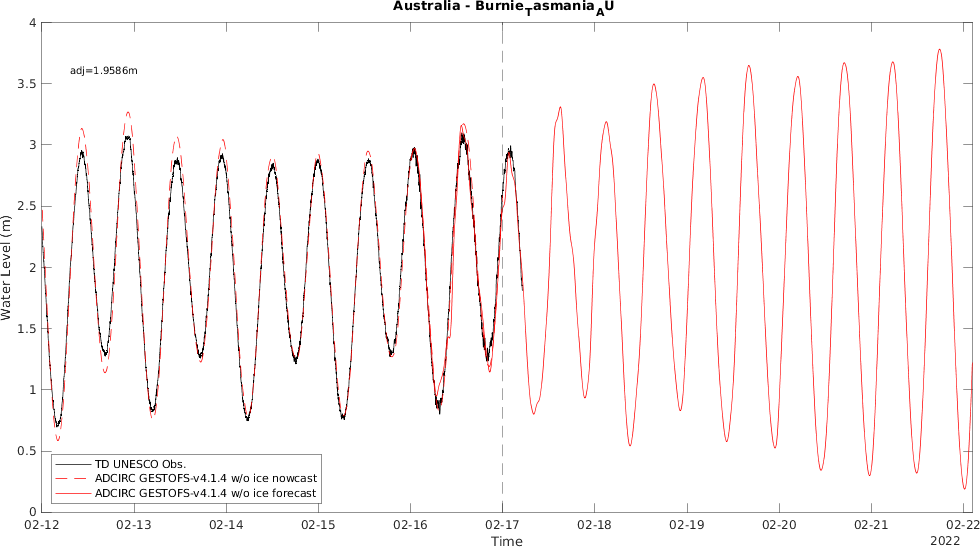 Australia - Burnie_Tasmania_AU
adj=1.9586m
4
3.5
3
2.5
2
1.5
1
0.5
0
Water Level (m)
TD UNESCO Obs.
ADCIRC GESTOFS-v4.1.4 w/o ice nowcast
ADCIRC GESTOFS-v4.1.4 w/o ice forecast
02-12 02-13 02-14 02-15 02-16 02-17 02-18 02-19 02-20 02-21 02-22
Time
2022